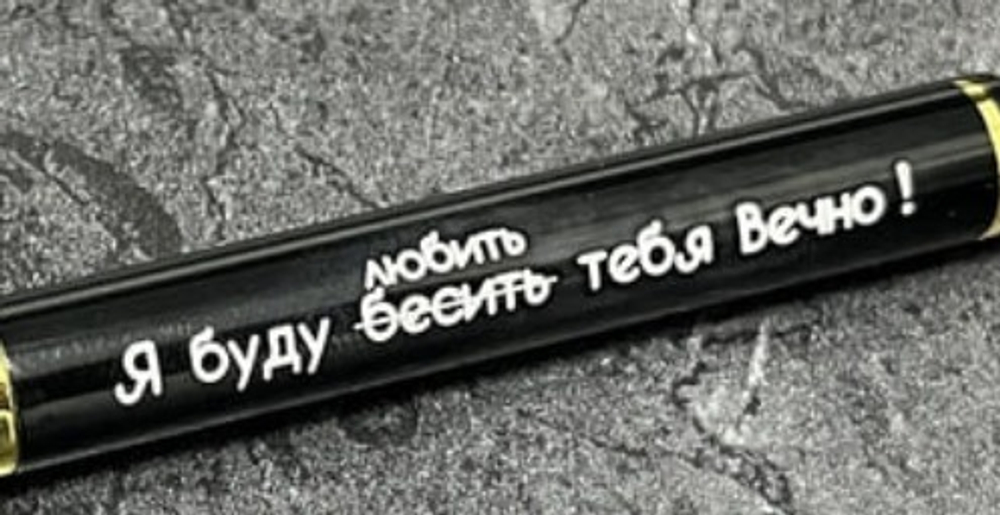 любить
Я буду бесить тебя Вечно!